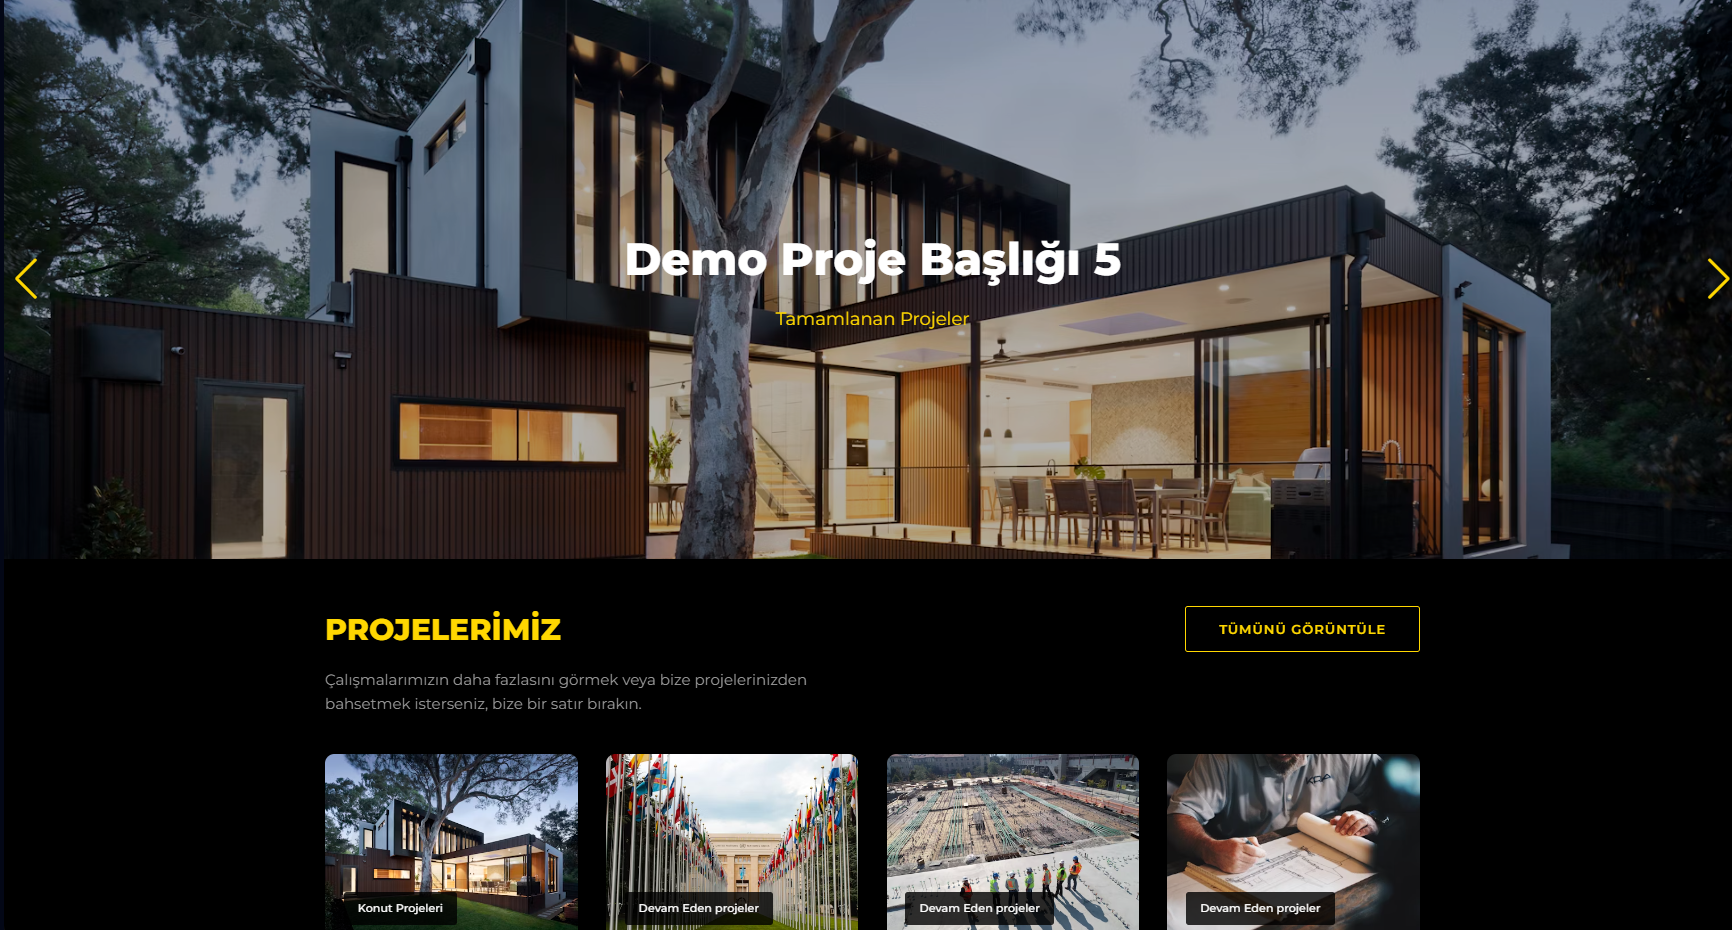 Demo Proje Başlığı 5
Tamamlanan Projeler
PROJELERİMİZ
TÜMÜNÜ GÖRÜNTÜLE
Çalışmalarımızın daha fazlasını görmek veya bize projelerinizden
bahsetmek isterseniz, bize bir satır bırakın.
KRA
Konut Projeleri
Devam Eden projeler
Devam Eden projeler
Devam Eden projeler